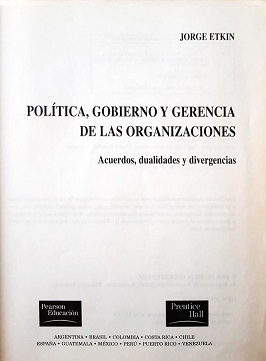 JORGE ETKIN
POLÍTICA, GOBIERNO Y GERENCIA
DE LAS ORGANIZACIONES
Acuerdos, dualidades y divergencias
Pearson
Educación
Prentice
Hall
ARGENTINA • BRASIL • COLOMBIA • COSTA RICA • CHILE
ESPAÑA • GUATEMALA • MÉXICO • PERÚ • PUERTO RICO • VENEZUELA